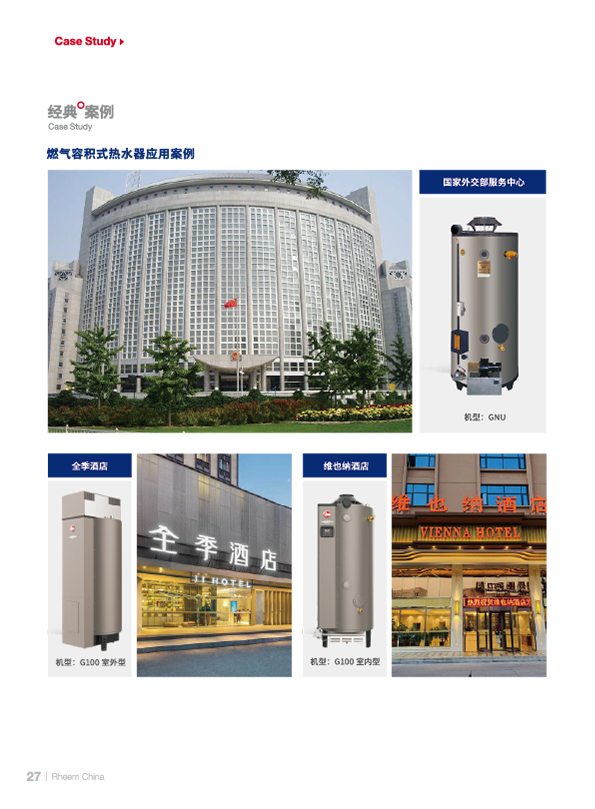 Case Study
经典案例
Case Study
燃气容积式热水器应用案例
国家外交部服务中心
机型：GNU
全季酒店
维也纳酒店
全季酒店
JI HOTEL
维也纳酒店
VIENNA HOTEL
机型：G100 室外型
机型：G100 室内型
27 Rheem China